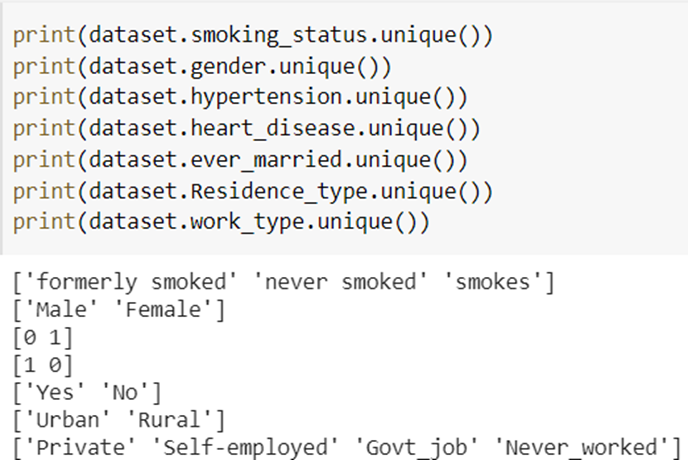 print(dataset.smoking_status.unique())
print(dataset.gender.unique())
print(dataset.hypertension.unique())
print(dataset.heart_disease.unique())
print(dataset.ever_married.unique())
print(dataset.Residence_type.unique())
print(dataset.work_type.unique())
['formerly smoked' 'never smoked' 'smokes']
['Male' 'Female']
[0 1]
[1 0]
['Yes' 'No']
['Urban' 'Rural']
['Private' 'Self-employed' 'Govt_job' 'Never_worked']